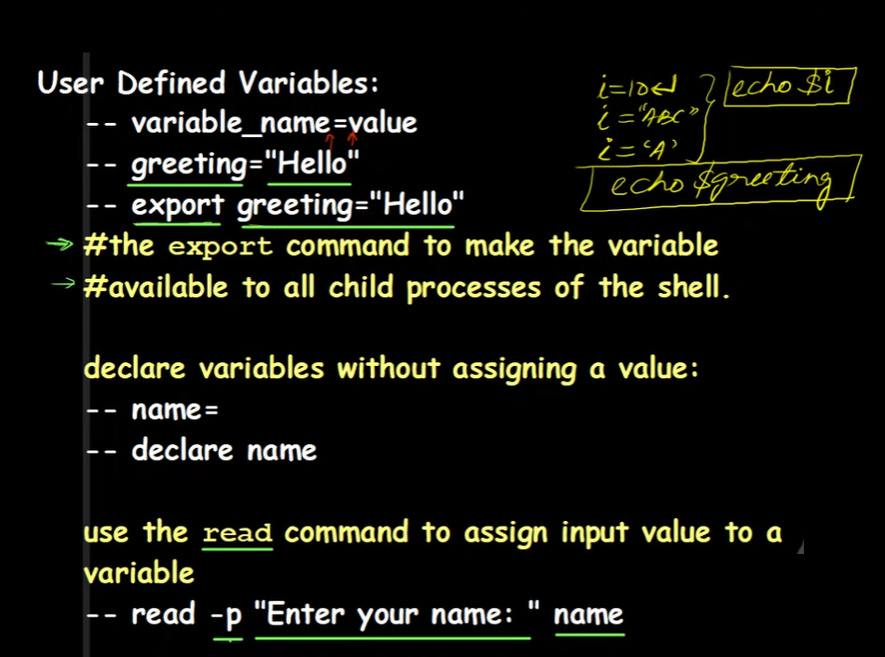 User Defined Variables:
-- variable_name=value
-- greeting="Hello"
-- export greeting="Hello"
#the export command to make the variable
#available to all child processes of the shell.
declare variables without assigning a value:
-- name=
-- declare name
use the read command to assign input value to a
variable
-- read -p "Enter your name: " name
i=10↵
i="ABC"
i='A'
echo $i
echo $greeting